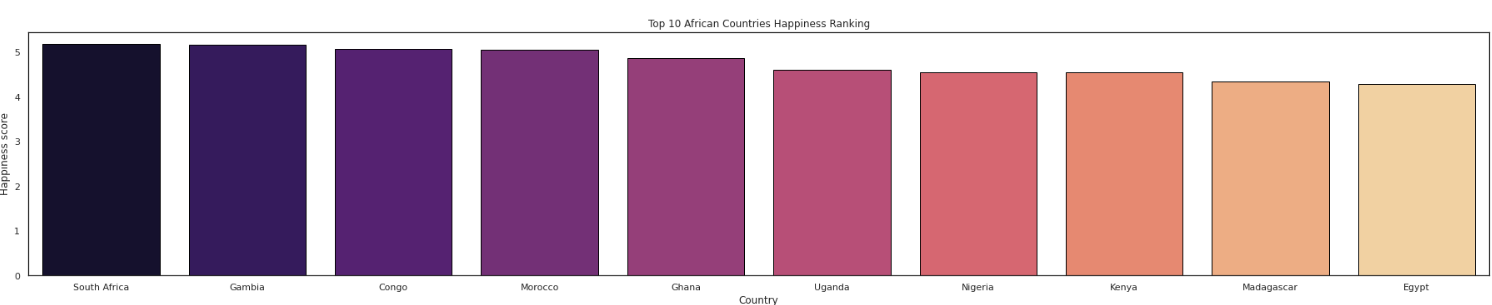 Top 10 African Countries Happiness Ranking
Happiness score
5
4
3
2
1
0
South Africa Gambia Congo Morocco Ghana Uganda Nigeria Kenya Madagascar Egypt
Country